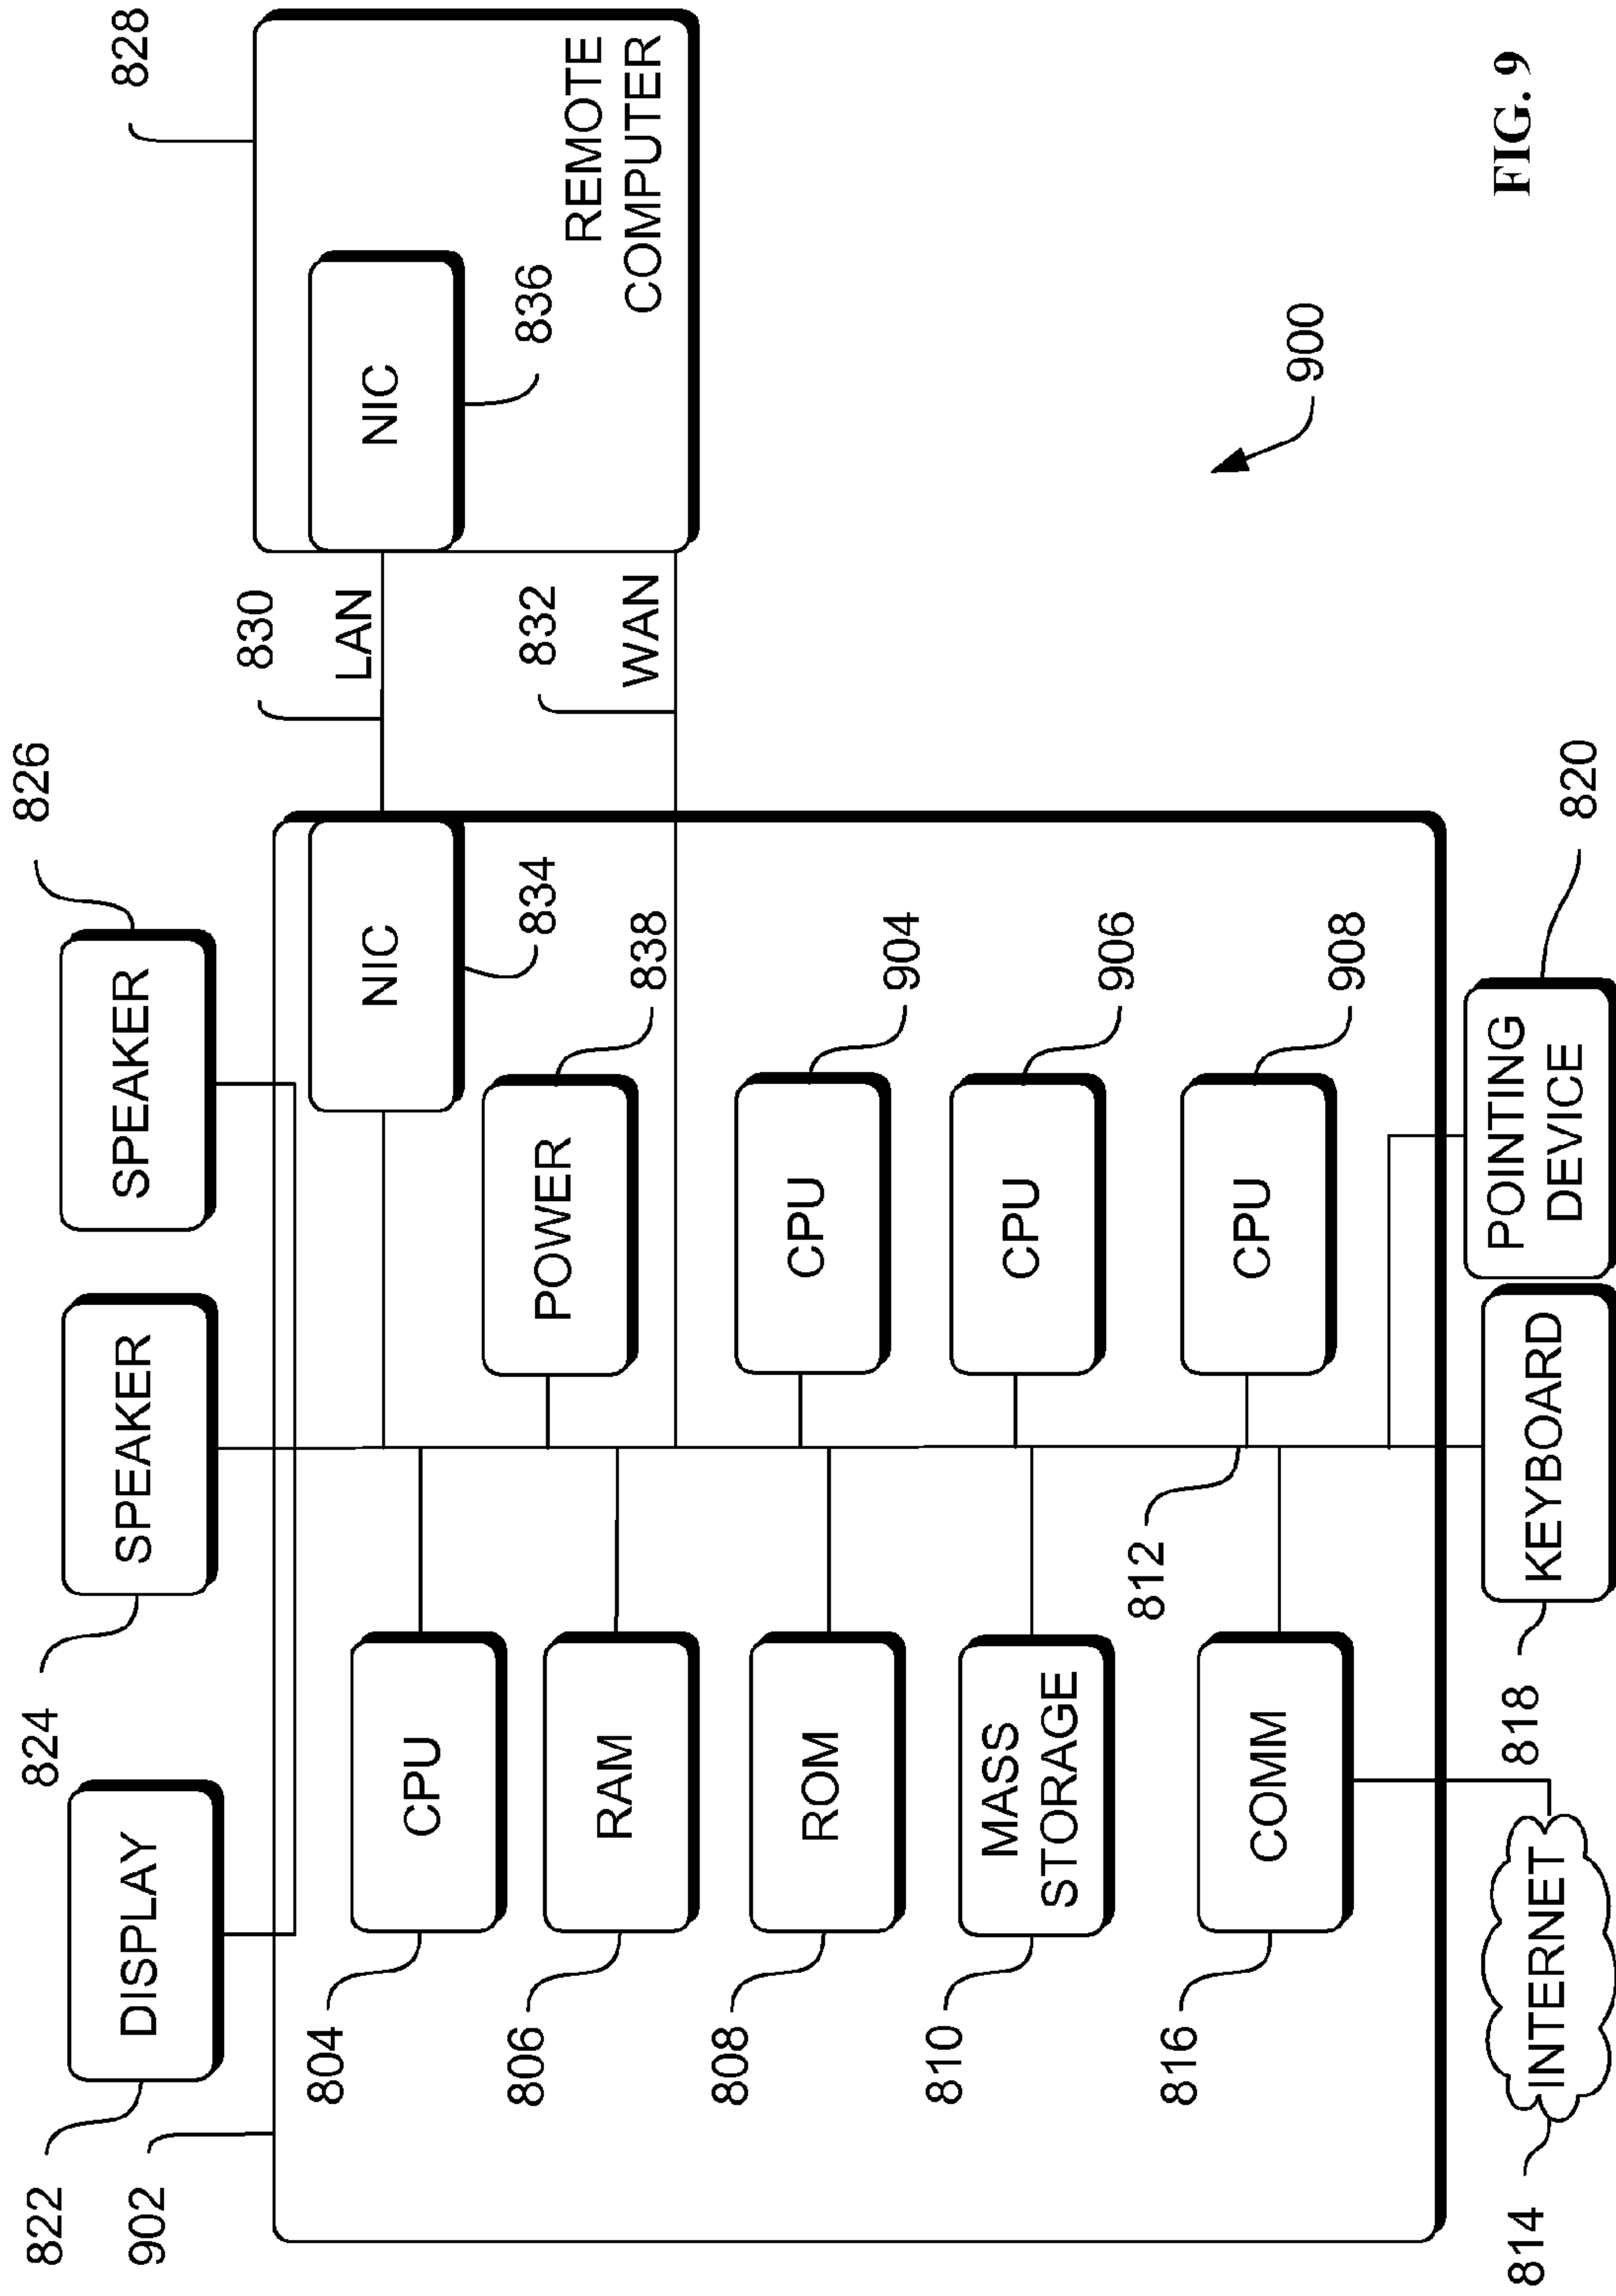 822
902
824
826
828
DISPLAY
SPEAKER
SPEAKER
830
LAN
NIC
NIC
836
REMOTE
COMPUTER
834
832
WAN
804
CPU
POWER
838
806
RAM
808
ROM
CPU
904
810
MASS
STORAGE
CPU
906
812
816
COMM
CPU
908
900
814
INTERNET
818
KEYBOARD
POINTING
DEVICE
820
FIG. 9